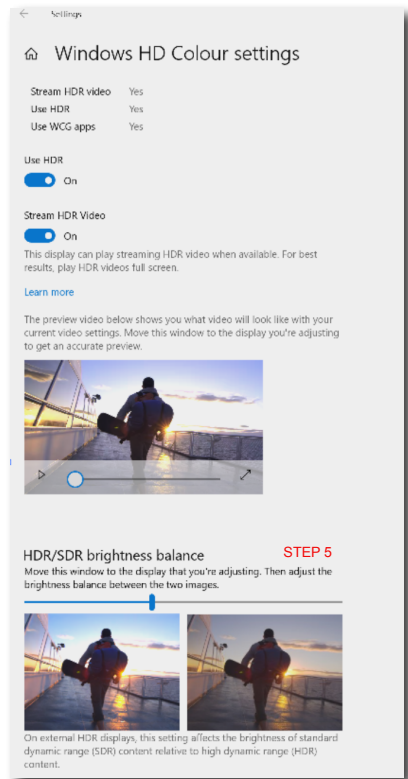 Settings
Windows HD Colour settings
Stream HDR video Yes
Use HDR Yes
Use WCG apps Yes
Use HDR
On
Stream HDR Video
On
This display can play streaming HDR video when available. For best
results, play HDR videos full screen.
Learn more
The preview video below shows you what video will look like with your
current video settings. Move this window to the display you're adjusting
to get an accurate preview.
HDR/SDR brightness balance STEP 5
Move this window to the display that you're adjusting. Then adjust the
brightness balance between the two images.
On external HDR displays, this setting affects the brightness of standard
dynamic range (SDR) content relative to high dynamic range (HDR)
content.